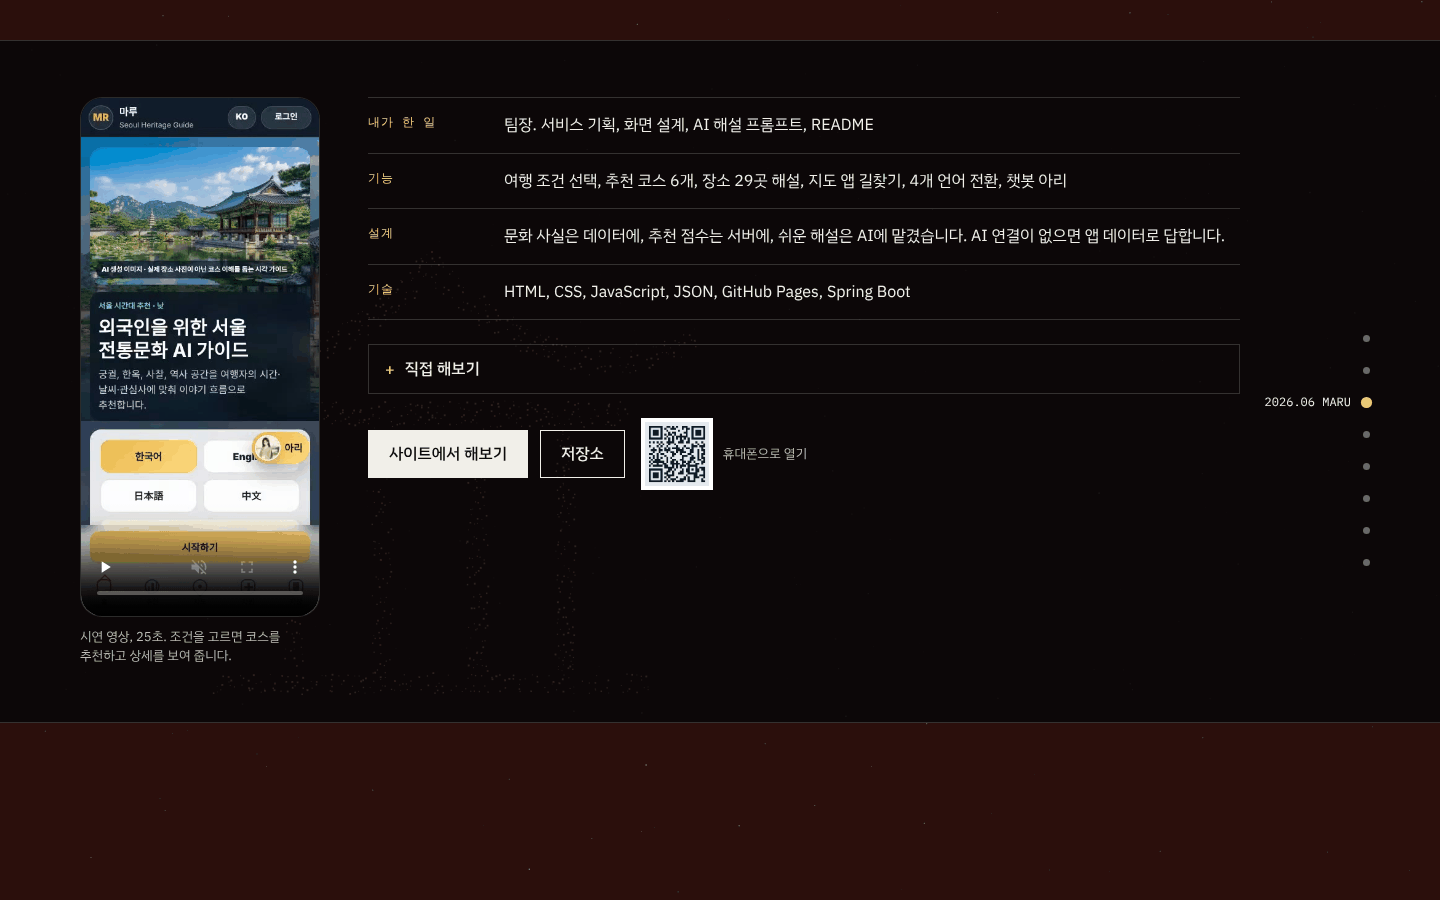 MR
마루
Seoul Heritage Guide
KO
로그인
AI 생성 이미지 · 실제 장소 사진이 아닌 코스 이해를 돕는 시각 가이드
서울 시간대 추천 · 낮
외국인을 위한 서울
전통문화 AI 가이드
궁궐, 한옥, 사찰, 역사 공간을 여행자의 시간·
날씨·관심사에 맞춰 이야기 흐름으로
추천합니다.
한국어
Engl
아리
日本語
中文
시작하기
시연 영상, 25초. 조건을 고르면 코스를
추천하고 상세를 보여 줍니다.
내가 한 일
팀장. 서비스 기획, 화면 설계, AI 해설 프롬프트, README
기능
여행 조건 선택, 추천 코스 6개, 장소 29곳 해설, 지도 앱 길찾기, 4개 언어 전환, 챗봇 아리
설계
문화 사실은 데이터에, 추천 점수는 서버에, 쉬운 해설은 AI에 맡겼습니다. AI 연결이 없으면 앱 데이터로 답합니다.
기술
HTML, CSS, JavaScript, JSON, GitHub Pages, Spring Boot
+ 직접 해보기
사이트에서 해보기
저장소
휴대폰으로 열기
2026.06 MARU